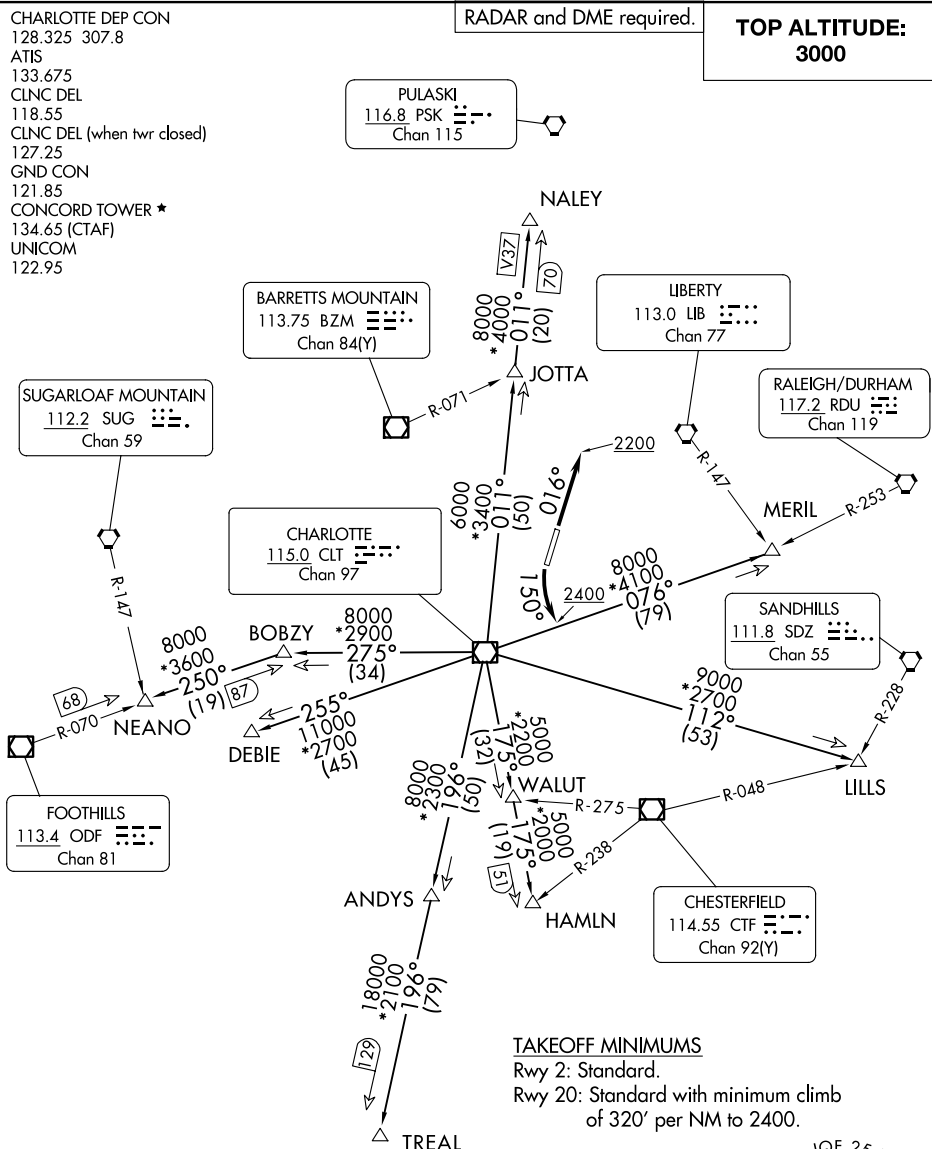 CHARLOTTE DEP CON
128.325 307.8
ATIS
133.675
CLNC DEL
118.55
CLNC DEL (when twr closed)
127.25
GND CON
121.85
CONCORD TOWER ★
134.65 (CTAF)
UNICOM
122.95
RADAR and DME required.
TOP ALTITUDE:
3000
PULASKI
116.8 PSK
Chan 115
NALEY
V37
70
8000
*4000
011°
(20)
BARRETTS MOUNTAIN
113.75 BZM
Chan 84(Y)
LIBERTY
113.0 LIB
Chan 77
JOTTA
R-071
SUGARLOAF MOUNTAIN
112.2 SUG
Chan 59
RALEIGH/DURHAM
117.2 RDU
Chan 119
R-147
R-253
MERIL
2200
016°
6000
*3400
011°
(50)
CHARLOTTE
115.0 CLT
Chan 97
150°
2400
8000
*4100
076°
(79)
R-147
SANDHILLS
111.8 SDZ
Chan 55
BOBZY
8000
*2900
275°
(34)
8000
*3600
250°
(19)
87
68
R-070
NEANO
DEBIE
255°
11000
*2700
(45)
9000
*2700
112°
(53)
R-228
LILLS
5000
*2200
175°
(32)
WALUT
R-275
R-048
8000
*2300
196°
(50)
5000
*2000
175°
(19)
51
R-238
FOOTHILLS
113.4 ODF
Chan 81
ANDYS
HAMLN
CHESTERFIELD
114.55 CTF
Chan 92(Y)
18000
*2100
196°
(79)
129
TREAL
TAKEOFF MINIMUMS
Rwy 2: Standard.
Rwy 20: Standard with minimum climb
of 320' per NM to 2400.